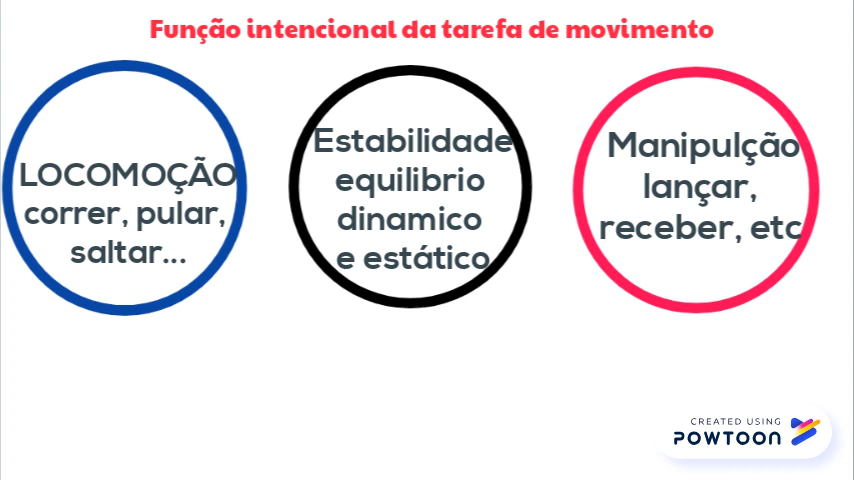 Função intencional da tarefa de movimento
LOCOMOÇÃO
correr, pular,
saltar...
Estabilidade
equilibrio
dinamico
e estático
Manipulção
lançar,
receber, etc
CREATED USING
POWTOON